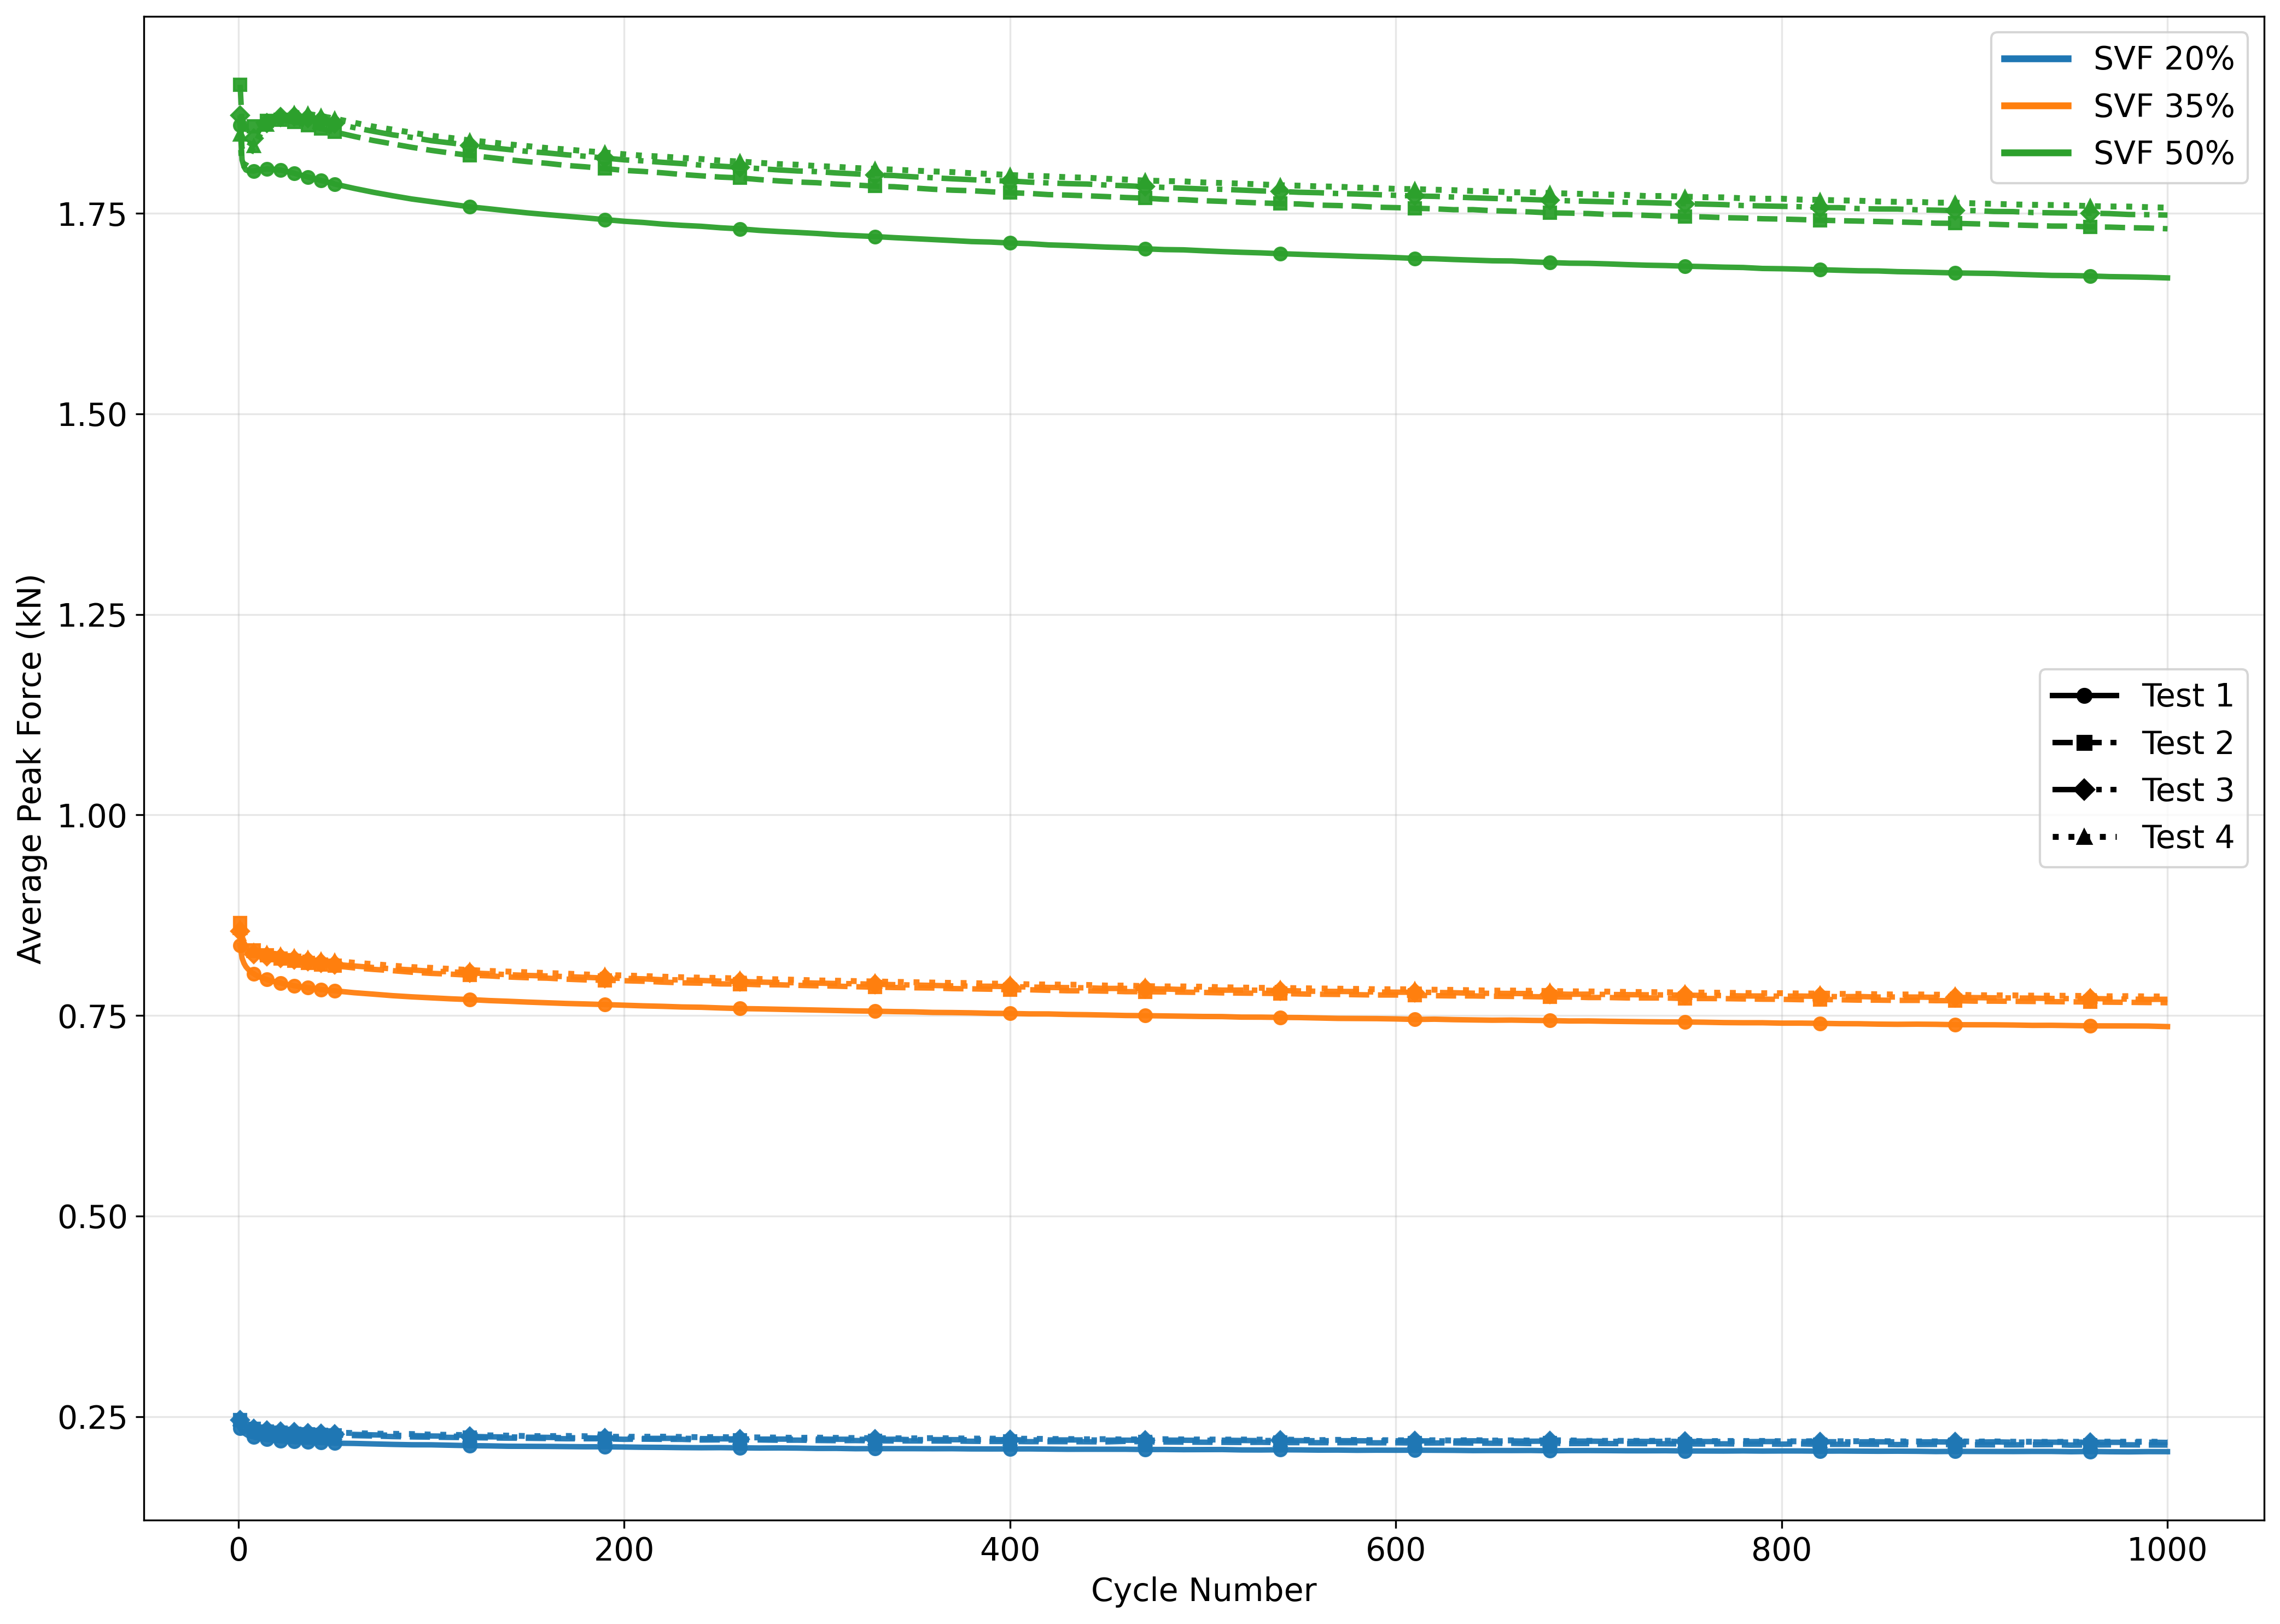 SVF 20%
SVF 35%
SVF 50%
Test 1
Test 2
Test 3
Test 4
Average Peak Force (kN)
1.75
1.50
1.25
1.00
0.75
0.50
0.25
0 200 400 600 800 1000
Cycle Number